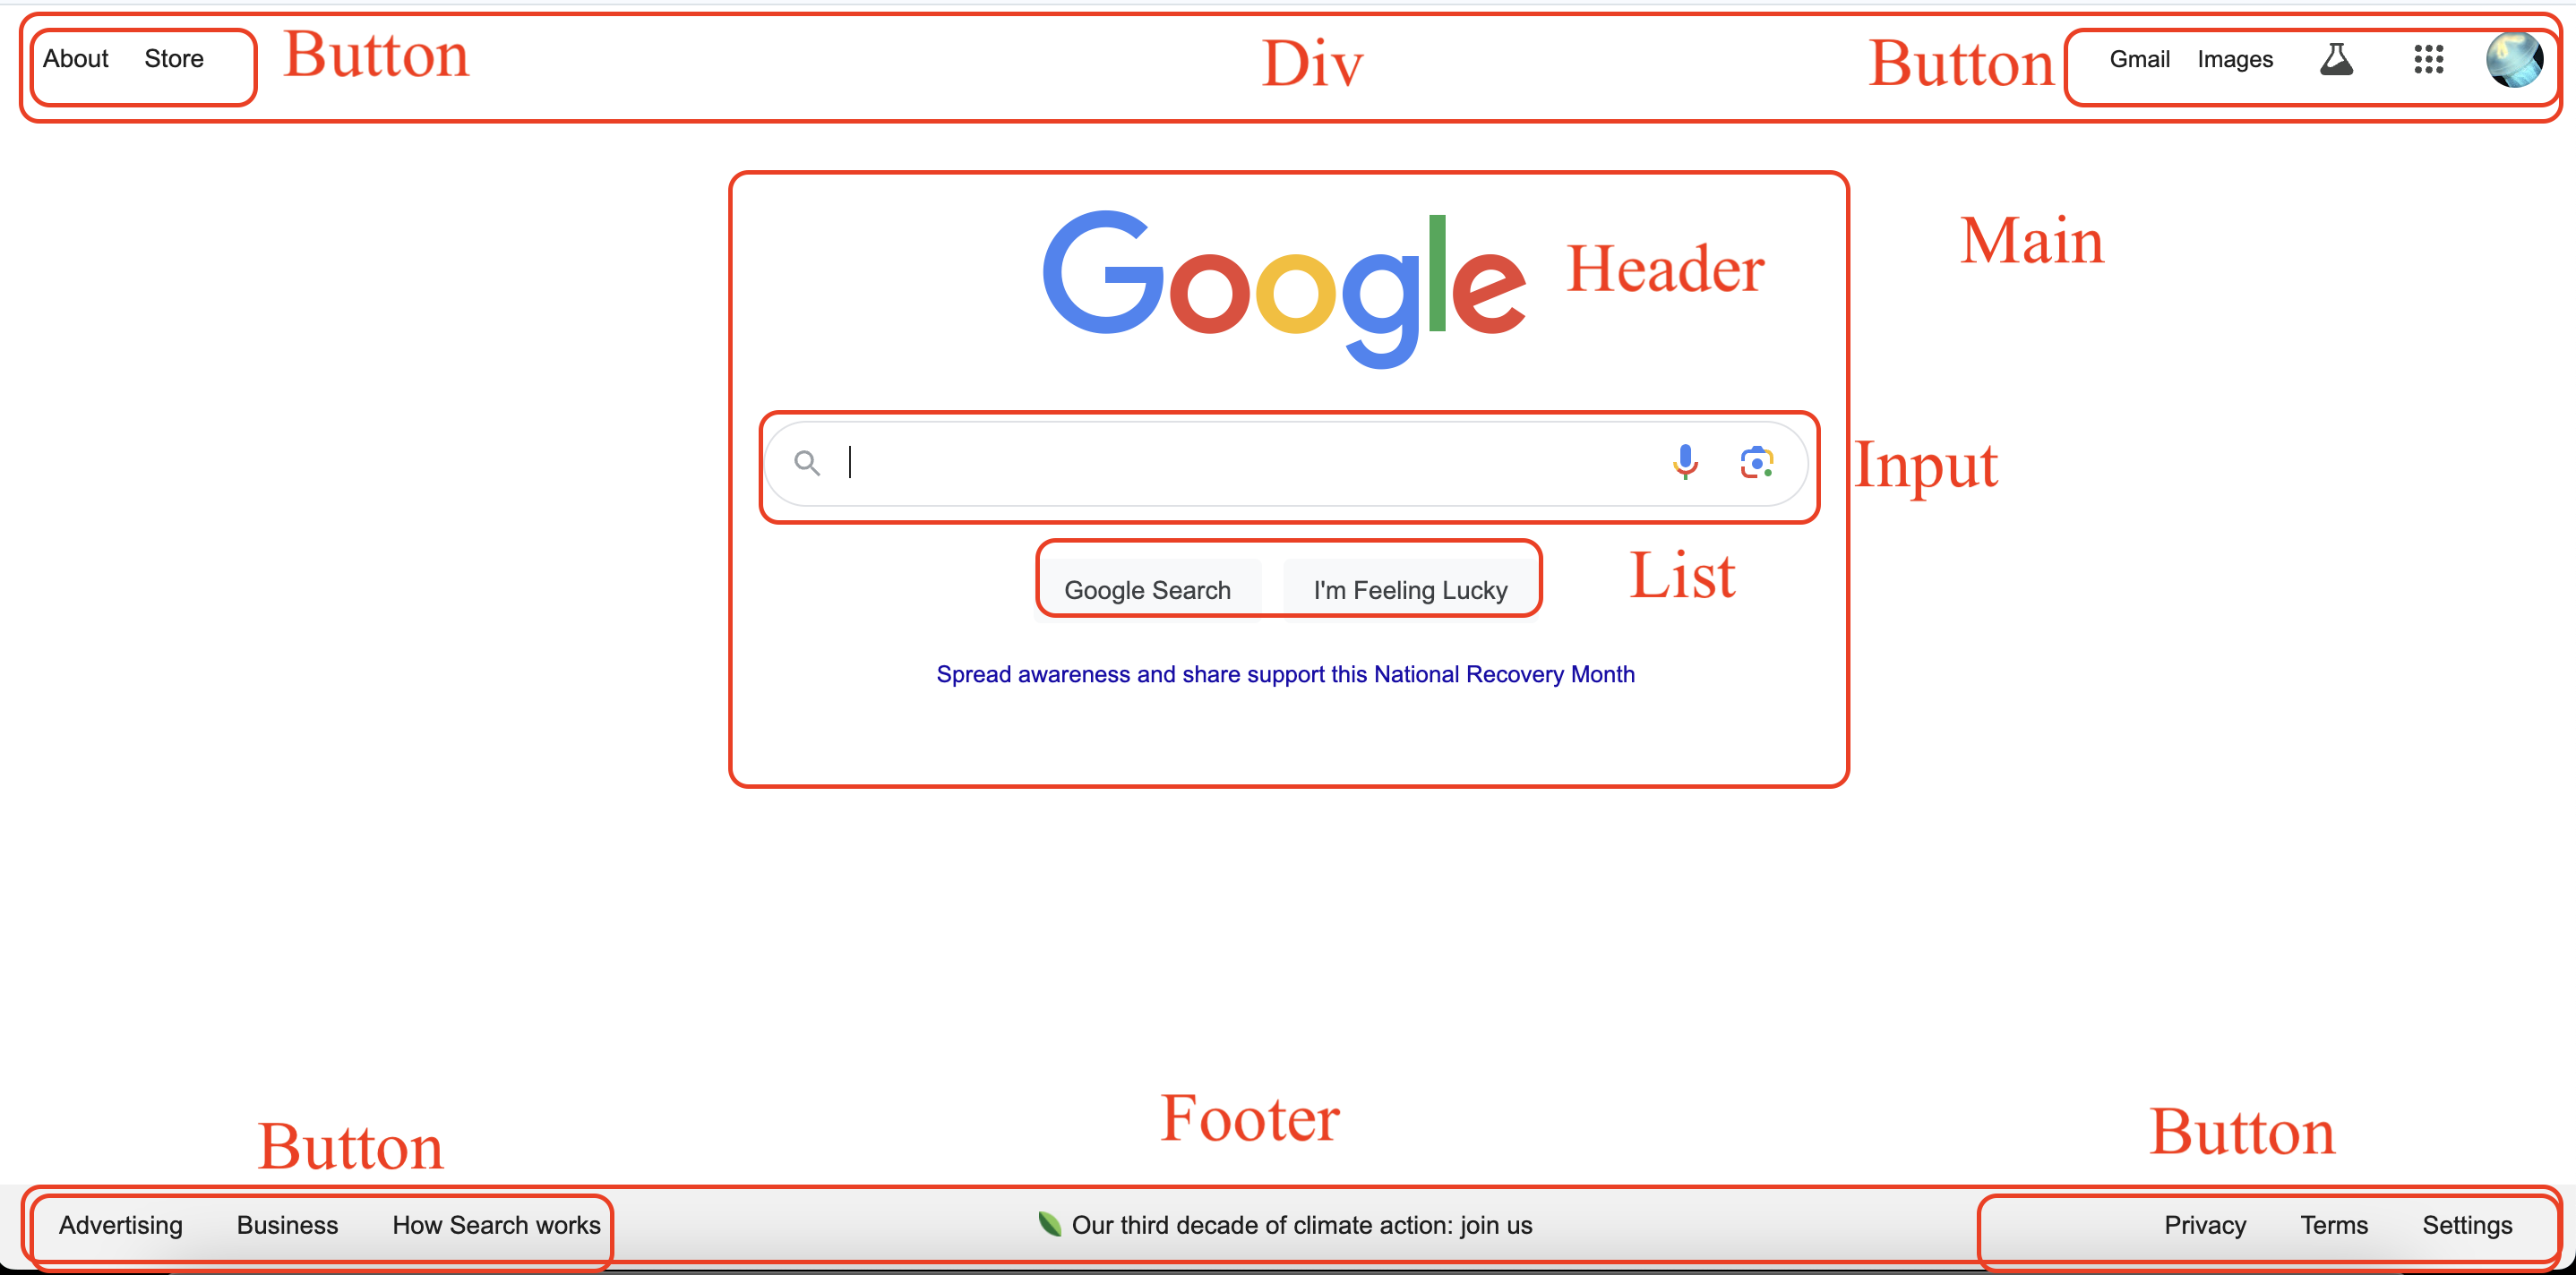 About Store Button Div Button Gmail Images
Google Header Main
Input
Google Search I'm Feeling Lucky List
Spread awareness and share support this National Recovery Month
Button Footer Button
Advertising Business How Search works Our third decade of climate action: join us Privacy Terms Settings